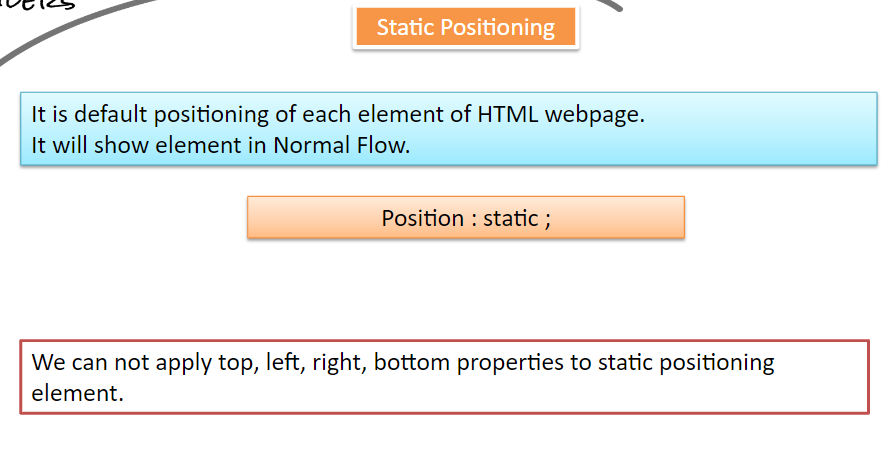 Static Positioning
It is default positioning of each element of HTML webpage.
It will show element in Normal Flow.
Position : static ;
We can not apply top, left, right, bottom properties to static positioning
element.